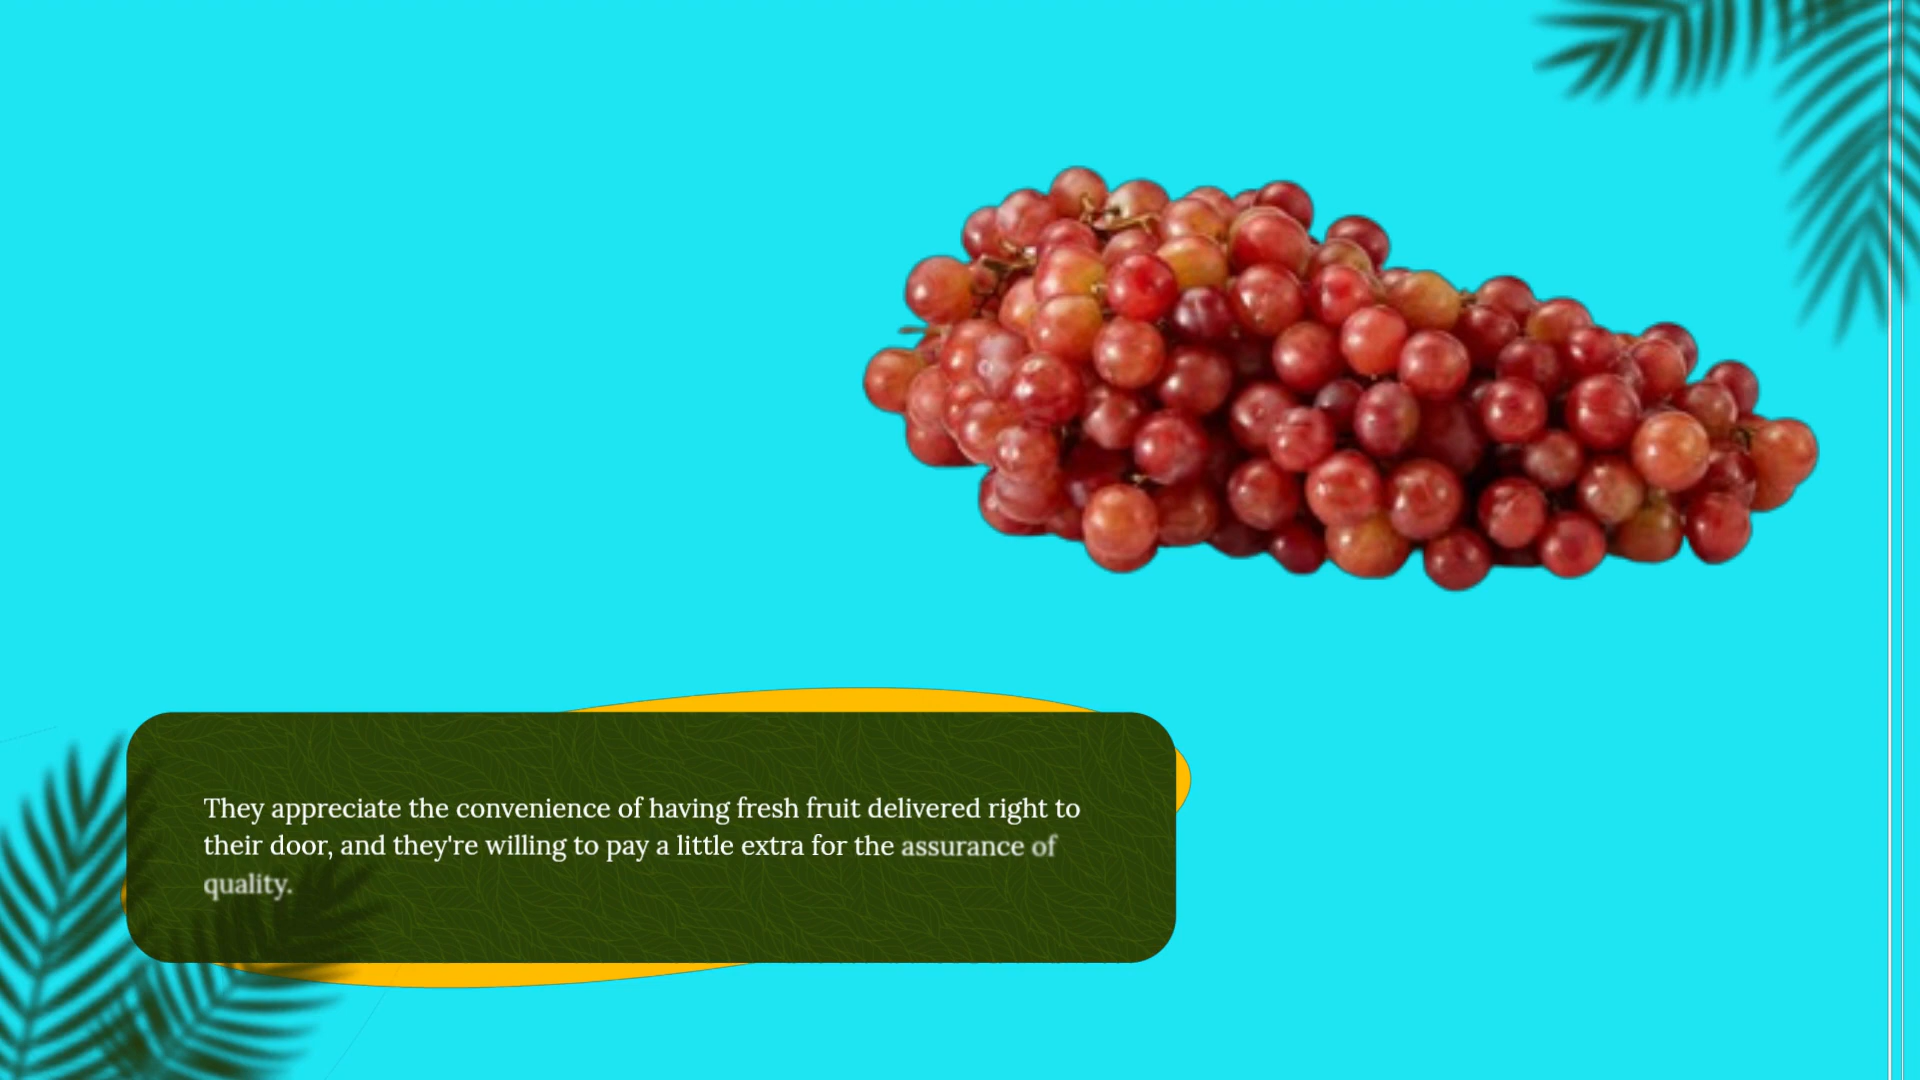 They appreciate the convenience of having fresh fruit delivered right to
their door, and they're willing to pay a little extra for the assurance of
quality.